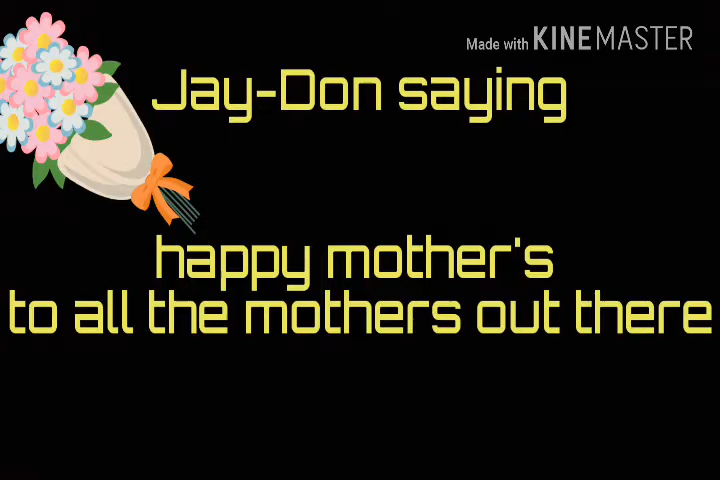 Made with KINEMASTER
Jay-Don saying
happy mother's
to all the mothers out there